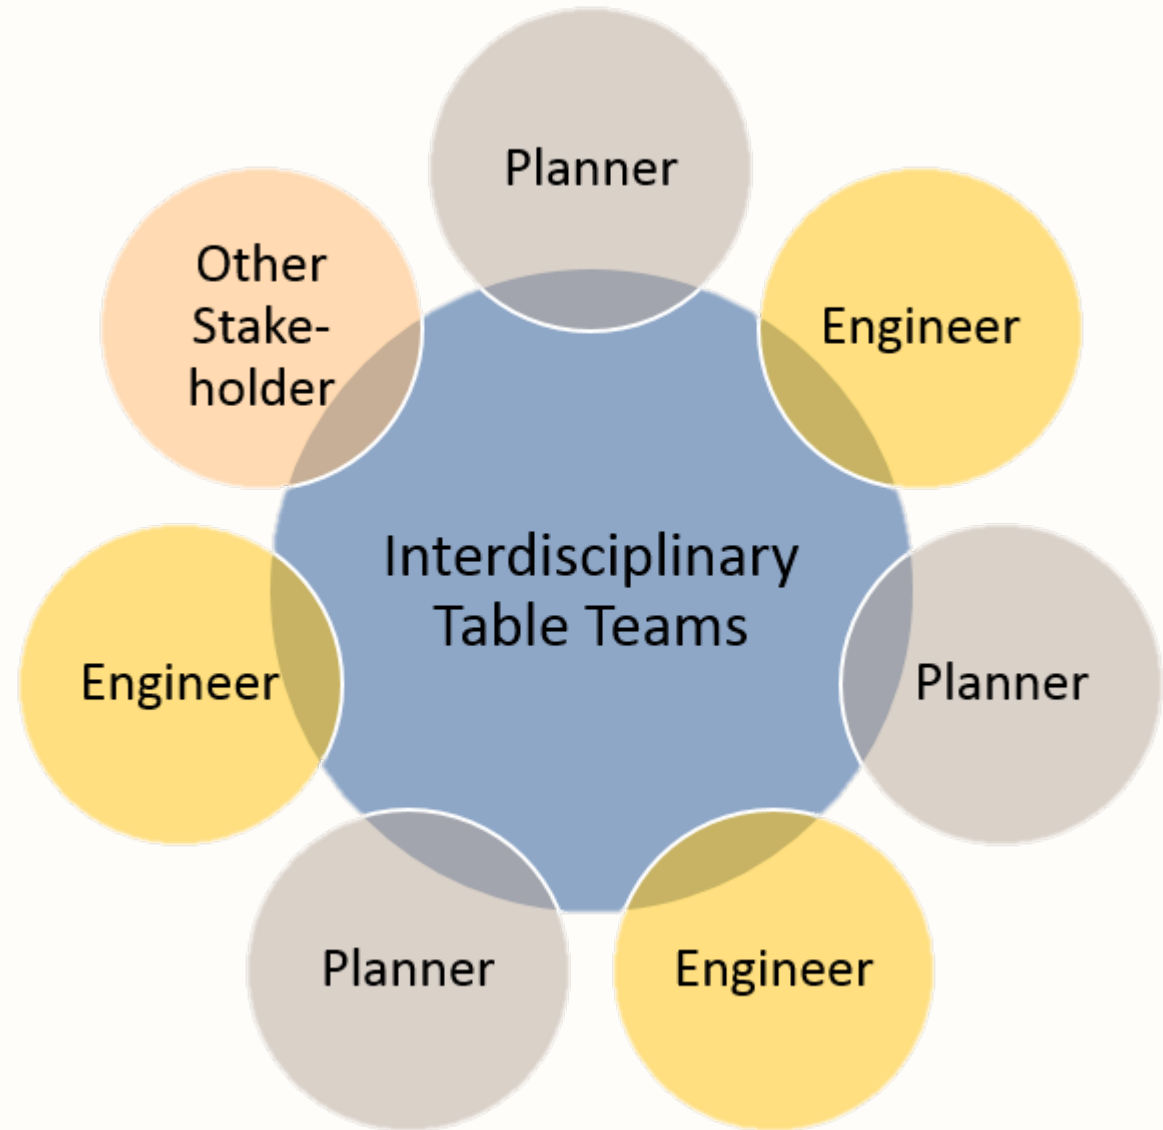 Planner
Engineer
Planner
Engineer
Planner
Engineer
Other
Stake-
holder
Interdisciplinary
Table Teams